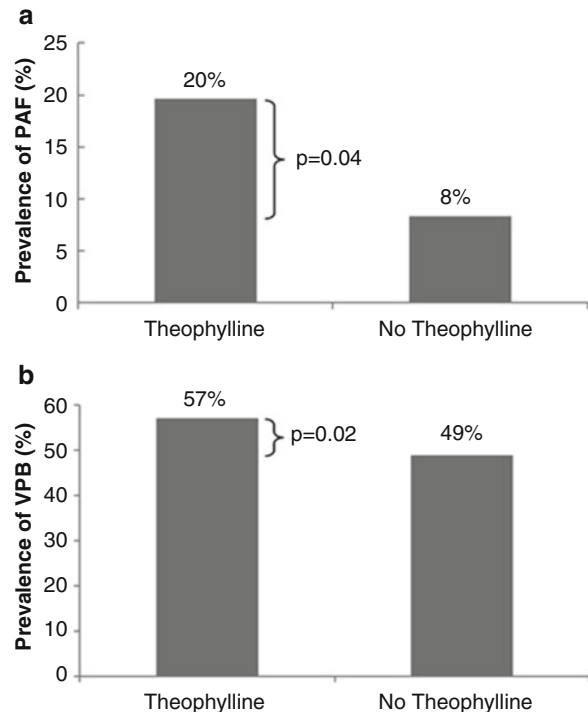 a
Prevalence of PAF (%)
25
20
15
10
5
0
20%
p=0.04
8%
Theophylline
No Theophylline
b
Prevalence of VPB (%)
60
50
40
30
20
10
0
57%
p=0.02
49%
Theophylline
No Theophylline